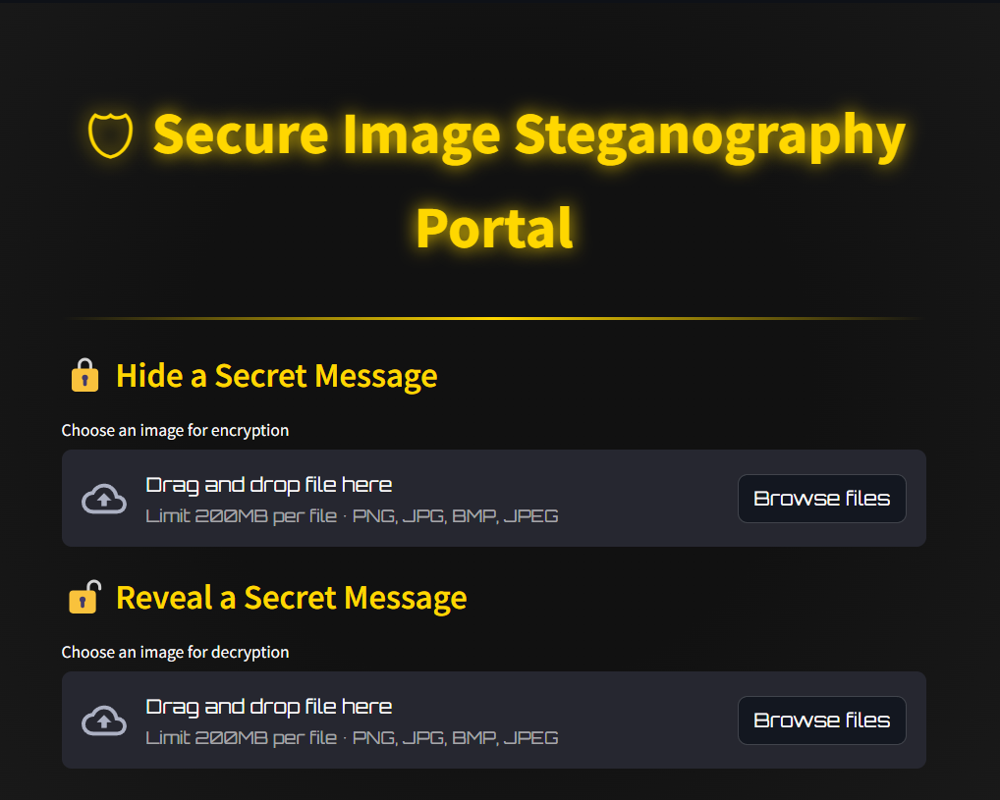 Secure Image Steganography
Portal
Hide a Secret Message
Choose an image for encryption
Drag and drop file here
Limit 200MB per file · PNG, JPG, BMP, JPEG
Browse files
Reveal a Secret Message
Choose an image for decryption
Drag and drop file here
Limit 200MB per file · PNG, JPG, BMP, JPEG
Browse files